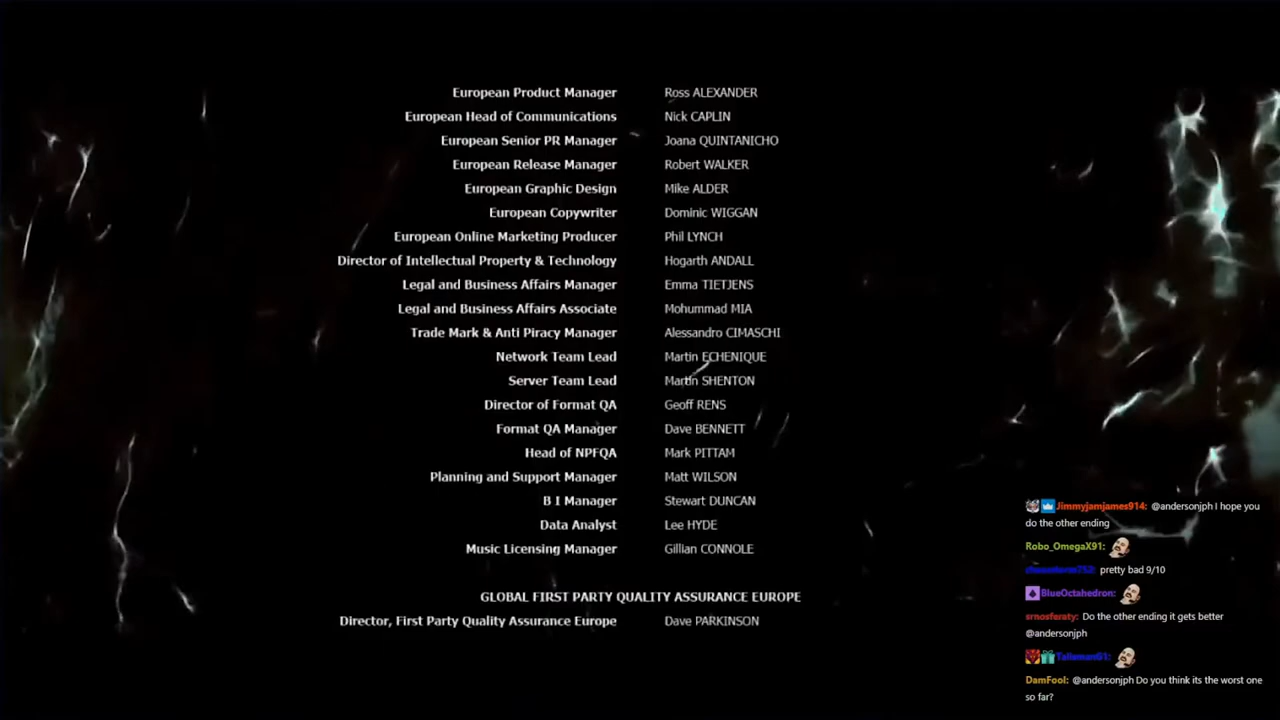 European Product Manager Ross ALEXANDER
European Head of Communications Nick CAPLIN
European Senior PR Manager Joana QUINTANICHO
European Release Manager Robert WALKER
European Graphic Design Mike ALDER
European Copywriter Dominic WIGGAN
European Online Marketing Producer Phil LYNCH
Director of Intellectual Property & Technology Hogarth ANDALL
Legal and Business Affairs Manager Emma TIETJENS
Legal and Business Affairs Associate Mohummad MIA
Trade Mark & Anti Piracy Manager Alessandro CIMASCHI
Network Team Lead Martin ECHENIQUE
Server Team Lead Martin SHENTON
Director of Format QA Geoff RENS
Format QA Manager Dave BENNETT
Head of NPFQA Mark PITTAM
Planning and Support Manager Matt WILSON
B I Manager Stewart DUNCAN
Data Analyst Lee HYDE
Music Licensing Manager Gillian CONNOLE
GLOBAL FIRST PARTY QUALITY ASSURANCE EUROPE
Director, First Party Quality Assurance Europe Dave PARKINSON
Jimmyjamjames914: @andersonjph I hope you
do the other ending
Robo_OmegaX91:
pretty bad 9/10
BlueOctahedron:
srnosferaty: Do the other ending it gets better
@andersonjph
Talisman01:
DamFool: @andersonjph Do you think its the worst one
so far?